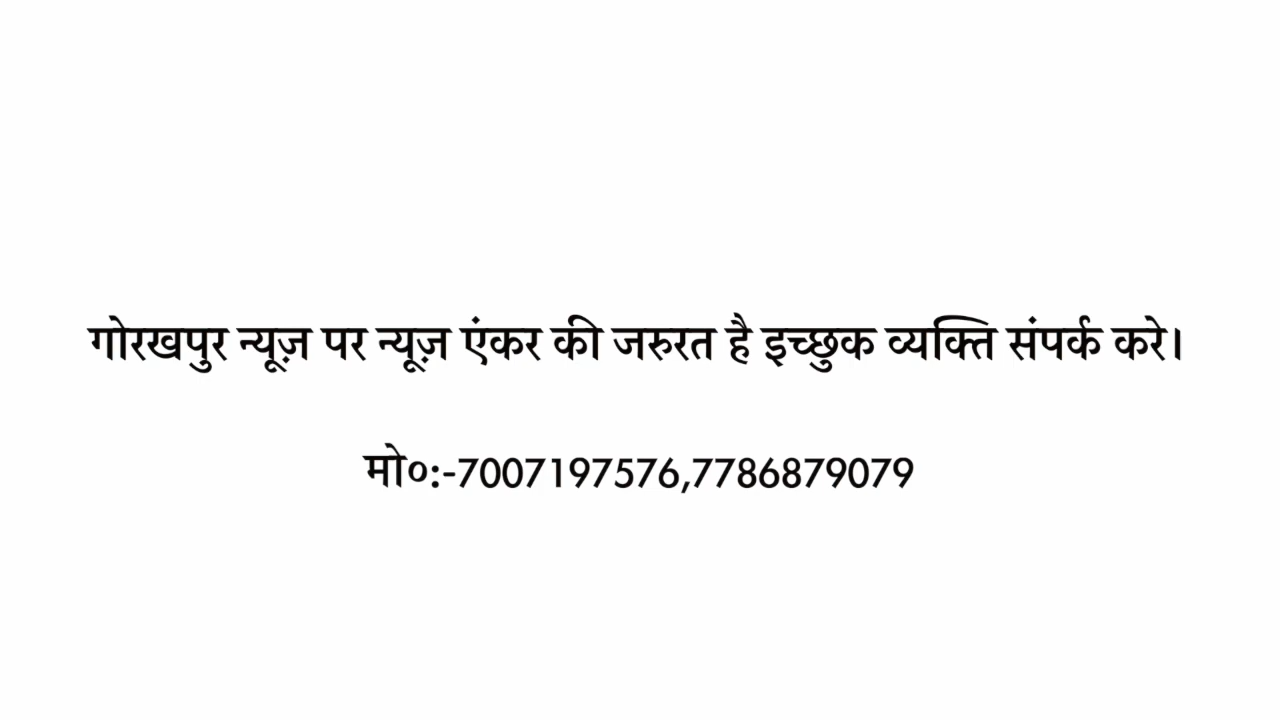 गोरखपुर न्यूज़ पर न्यूज़ एंकर की जरुरत है इच्छुक व्यक्ति संपर्क करे।
मो०:-7007197576,7786879079